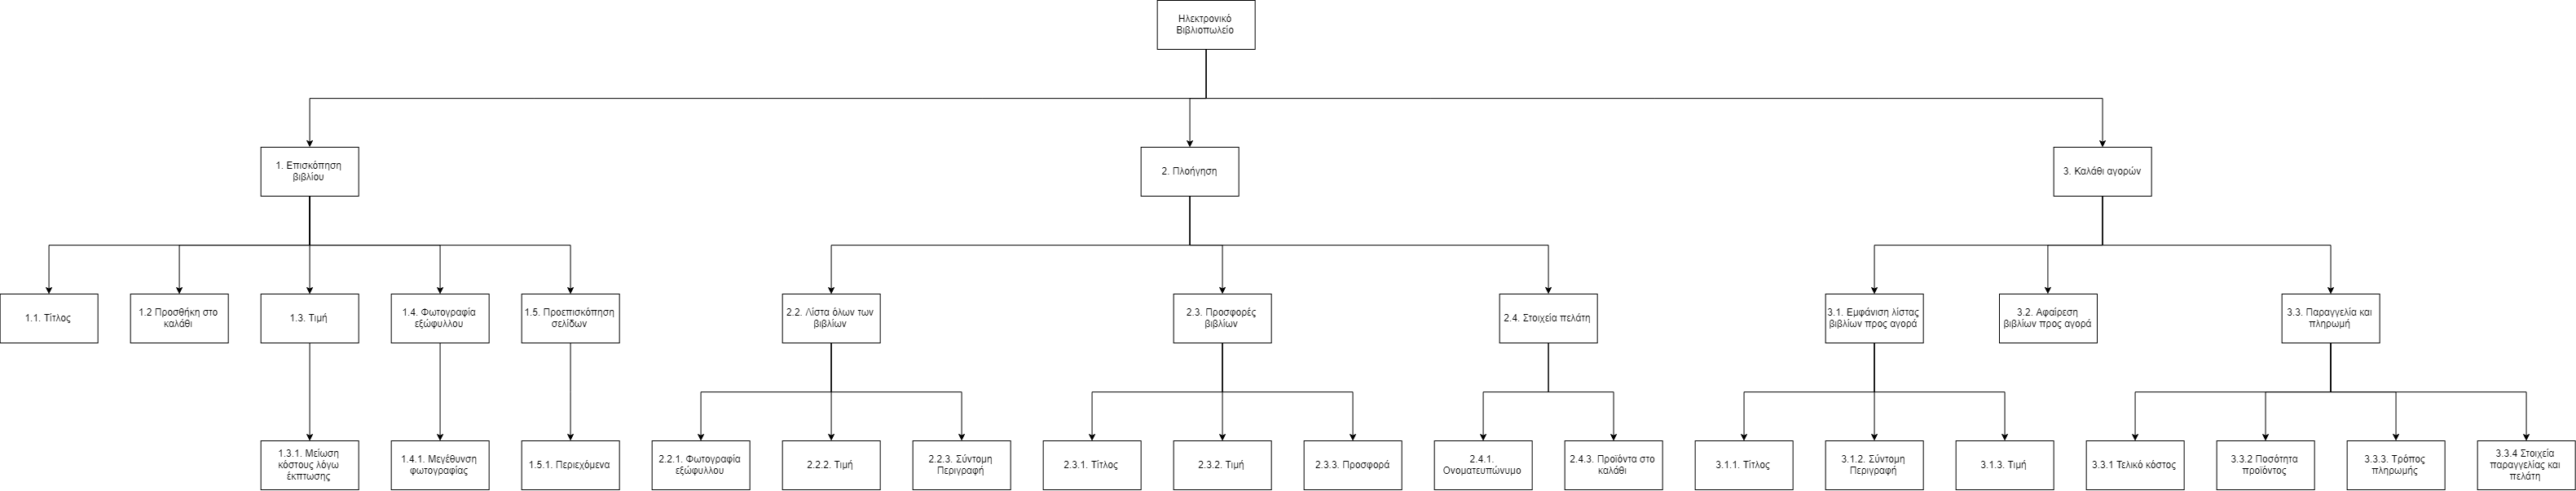 Ηλεκτρονικό
Βιβλιοπωλείο
1. Επισκόπηση
βιβλίου
2. Πλοήγηση
3. Καλάθι αγορών
1.1. Τίτλος
1.2 Προσθήκη στο
καλάθι
1.3. Τιμή
1.4. Φωτογραφία
εξώφυλλου
1.5. Προεπισκόπηση
σελίδων
2.2. Λίστα όλων των
βιβλίων
2.3. Προσφορές
βιβλίων
2.4. Στοιχεία πελάτη
3.1. Εμφάνιση λίστας
βιβλίων προς αγορά
3.2. Αφαίρεση
βιβλίων προς αγορά
3.3. Παραγγελία και
πληρωμή
1.3.1. Μείωση
κόστους λόγω
έκπτωσης
1.4.1. Μεγέθυνση
φωτογραφίας
1.5.1. Περιεχόμενα
2.2.1. Φωτογραφία
εξώφυλλου
2.2.2. Τιμή
2.2.3. Σύντομη
Περιγραφή
2.3.1. Τίτλος
2.3.2. Τιμή
2.3.3. Προσφορά
2.4.1.
Ονοματευπώνυμο
2.4.3. Προϊόντα στο
καλάθι
3.1.1. Τίτλος
3.1.2. Σύντομη
Περιγραφή
3.1.3. Τιμή
3.3.1 Τελικό κόστος
3.3.2 Ποσότητα
προϊόντος
3.3.3. Τρόπος
πληρωμής
3.3.4 Στοιχεία
παραγγελίας και
πελάτη